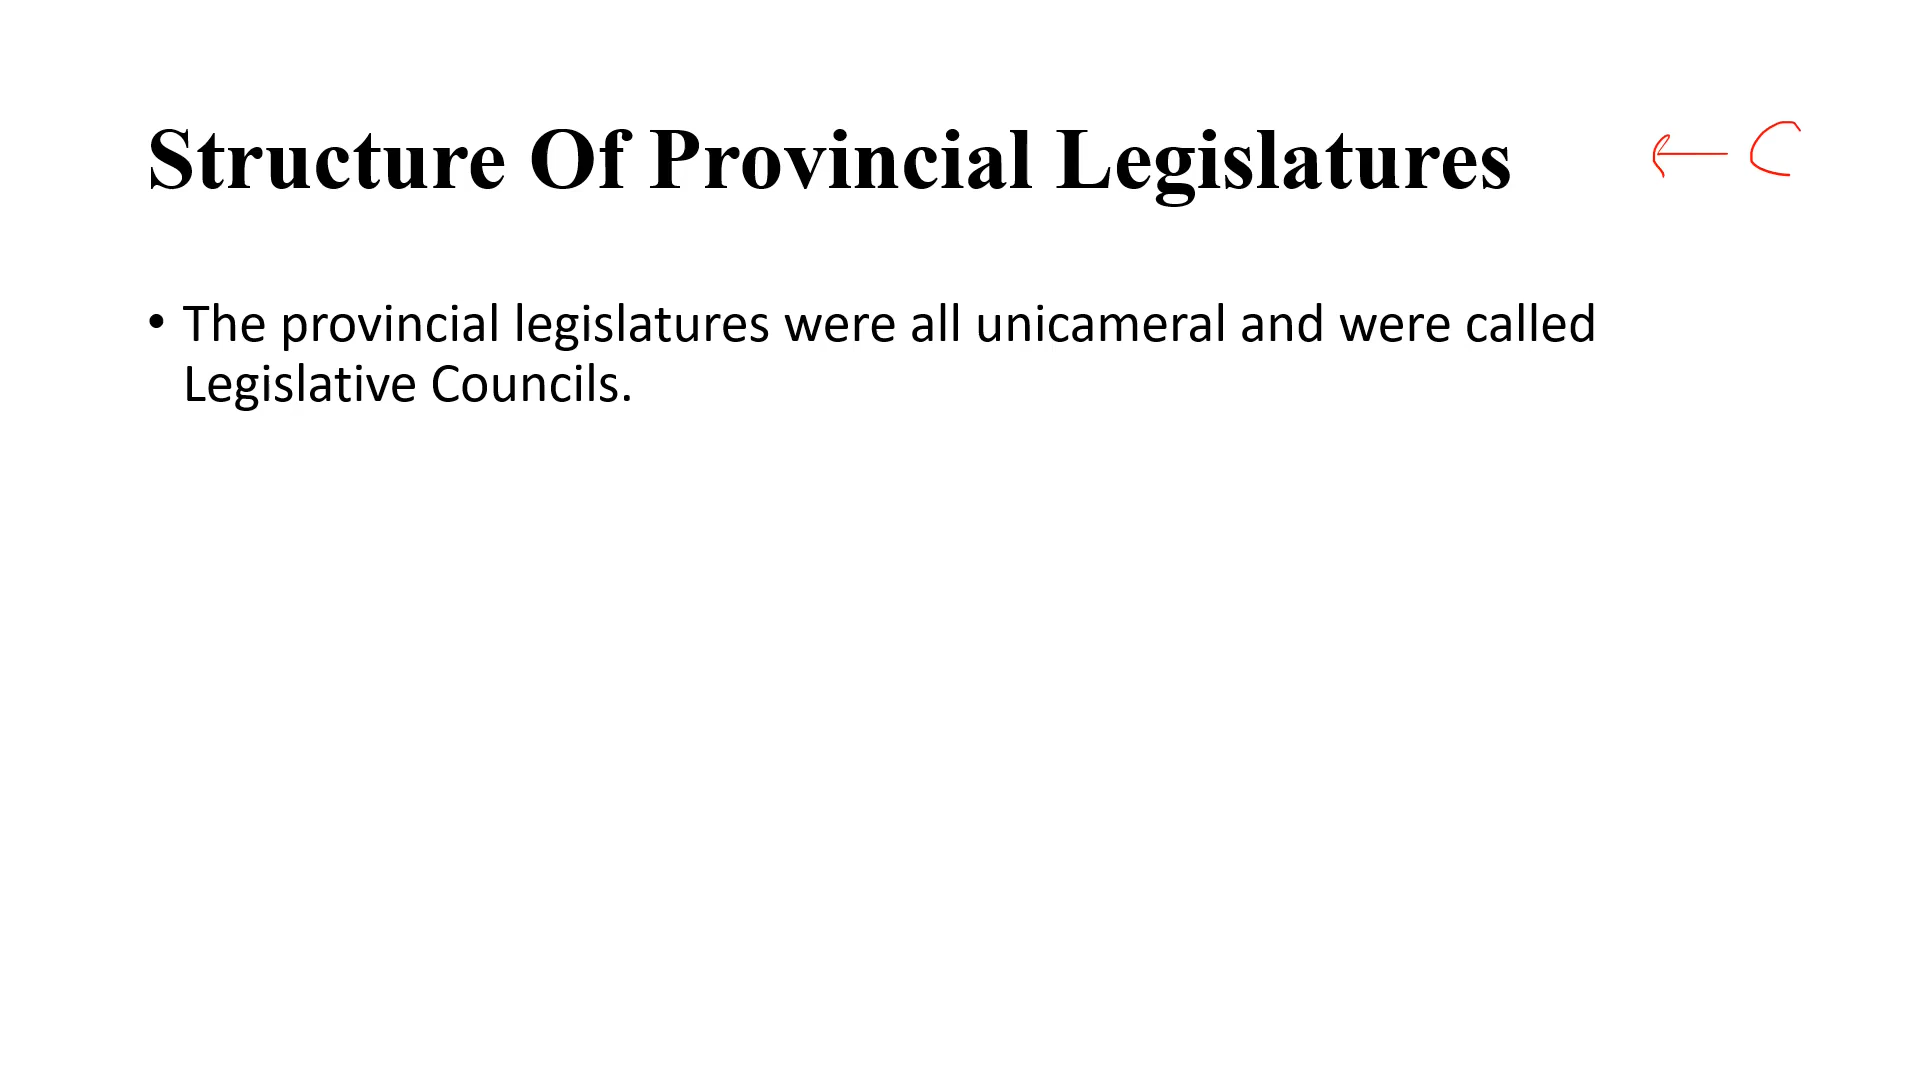 Structure Of Provincial Legislatures ← C
• The provincial legislatures were all unicameral and were called
Legislative Councils.